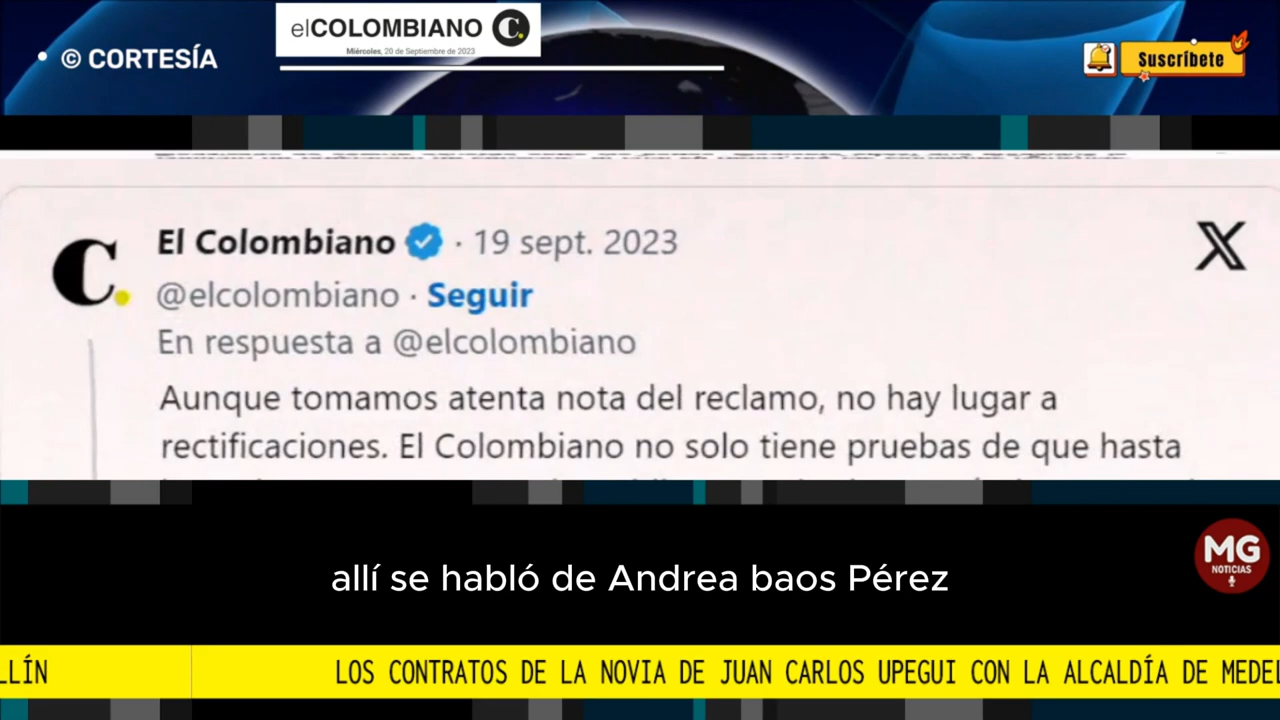 © CORTESÍA
elCOLOMBIANO C.
Miércoles, 20 de Septiembre de 2023
Suscríbete
C.
El Colombiano · 19 sept. 2023
@elcolombiano · Seguir
En respuesta a @elcolombiano
Aunque tomamos atenta nota del reclamo, no hay lugar a
rectificaciones. El Colombiano no solo tiene pruebas de que hasta
allí se habló de Andrea baos Pérez
MG
NOTICIAS
LLÍN LOS CONTRATOS DE LA NOVIA DE JUAN CARLOS UPEGUI CON LA ALCALDÍA DE MEDEL